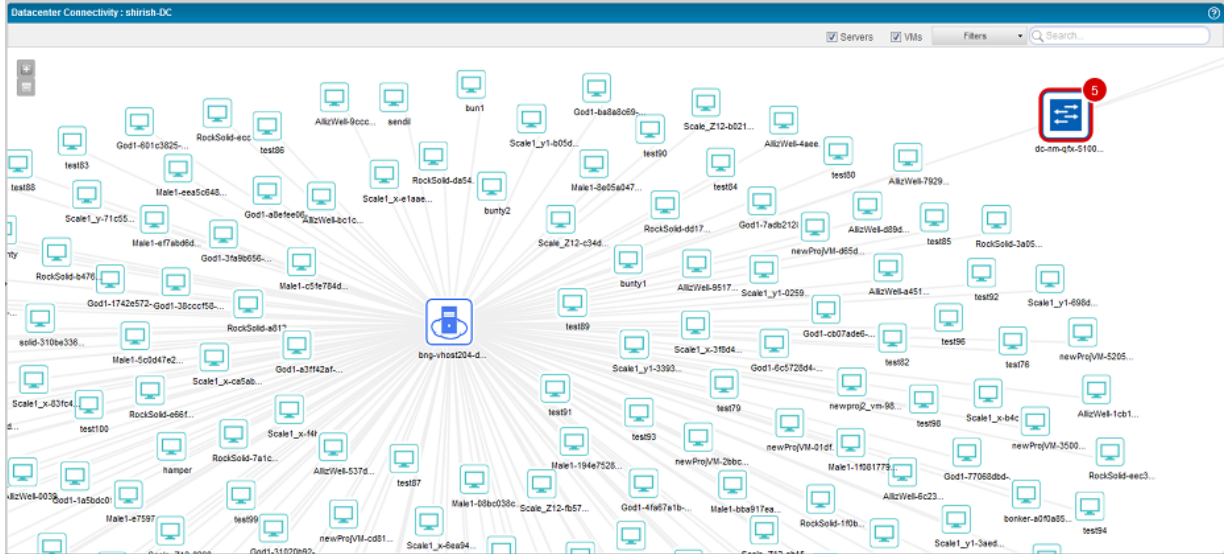 Datacenter Connectivity : shirish-DC
Servers
VMs
Filters
Search...
5
dc-nm-qfx-5100...
bun1
AllizWell-9ccc...
sendil
God1-ba8a8c69-...
God1-601c3825-...
RockSolid-ecc
test86
Scale1_y1-b05d...
Scale_Z12-b021...
AllizWell-4aee.
test90
test83
test80
test88
Male1-eea5c648...
RockSolid-da54.
Male1-8e05a047...
test84
AllizWell-7929...
Scale1_x-e1aae...
Scale1_y-71c55...
God1-a8efee06
AllizWell-bc1c...
bunty2
God1-7adb2128
RockSolid-dd17...
AllizWell-d89d...
Male1-ef7abd6d...
Scale_Z12-c34d...
test85
RockSolid-3a05...
newProjVM-d65d...
God1-3fa9b656-...
RockSolid-b476...
Male1-c5fe784d...
bunty1
AllizWell-9517...
Scale1_y1-0259...
AllizWell-a451...
test92
Scale1_y1-698d...
God1-1742e572-...
God1-38cccf58-...
RockSolid-a812
test89
God1-cb07ade6-...
solid-310be336...
test96
Male1-5c0d47e2...
bng-vhost204-d...
Scale1_x-3f8d4...
newProjVM-5205...
God1-a3ff42af-...
Scale1_y1-3393...
God1-6c5728d4-...
test82
test76
Scale1_x-ca5ab...
Scale1_x-83fc4...
RockSolid-e66f...
test91
test79
newproj2_vm-98...
AllizWell-1cb1...
test100
Scale1_x-f4f
test93
test98
Scale1_x-b4c
newProjVM-01df.
newProjVM-3500...
hamper
RockSolid-7a1c...
AllizWell-537d...
Male1-194e7528...
newProjVM-2bbc...
Male1-1f081779...
God1-77068dbd-
RockSolid-eec3...
test87
God1-1a5bdc0
Male1-08bc038c
Scale_Z12-fb57...
God1-4fa67a1b-...
Male1-bba917ea...
AllizWell-6c23...
bonker-a0f0a85...
test94
Male1-e7597
test99
RockSolid-1f0b...
newProjVM-cd81...
Scale1_x-6ea94...
Scale1_y1-3aed...
God1-31020b92-